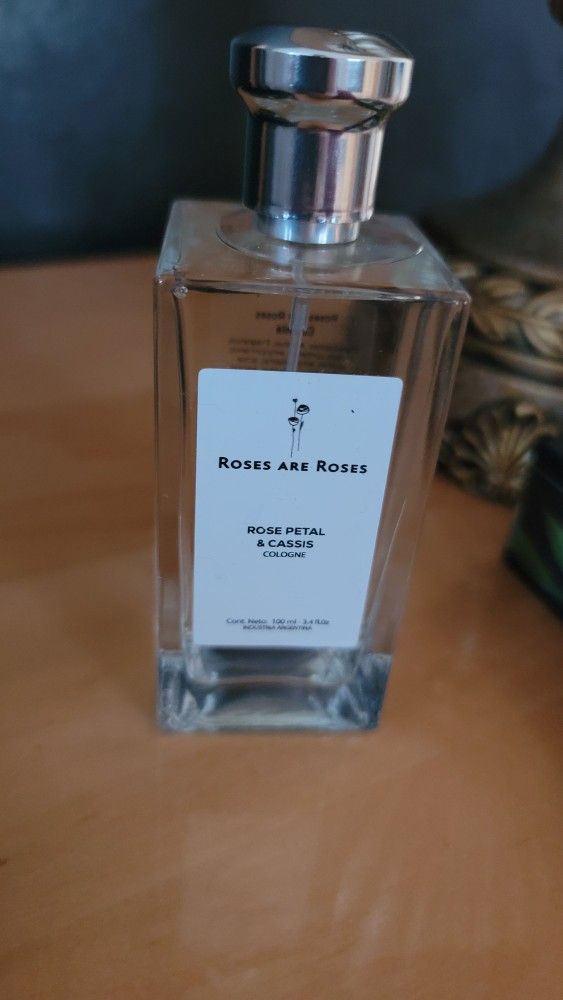 ROSES ARE ROSES
ROSE PETAL
& CASSIS
COLOGNE
Cont. Neto: 100 ml - 3.4 fl.oz
INDUSTRIA ARGENTINA